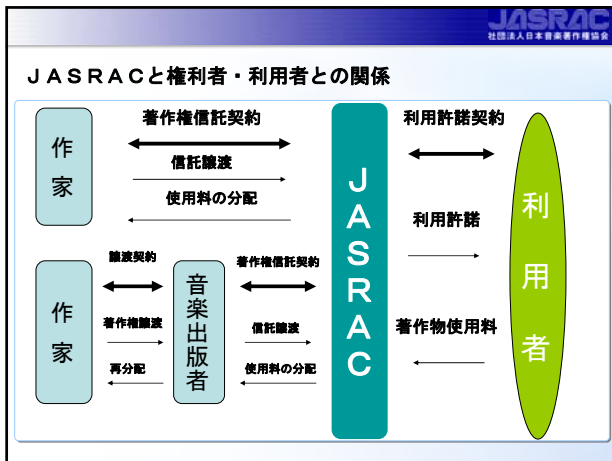 JASRAC
社団法人日本音楽著作権協会
ＪＡＳＲＡＣと権利者・利用者との関係
作家
著作権信託契約
信託譲渡
使用料の分配
ＪＡＳＲＡＣ
利用許諾契約
利用許諾
著作物使用料
利用者
作家
譲渡契約
著作権譲渡
再分配
音楽出版者
著作権信託契約
信託譲渡
使用料の分配